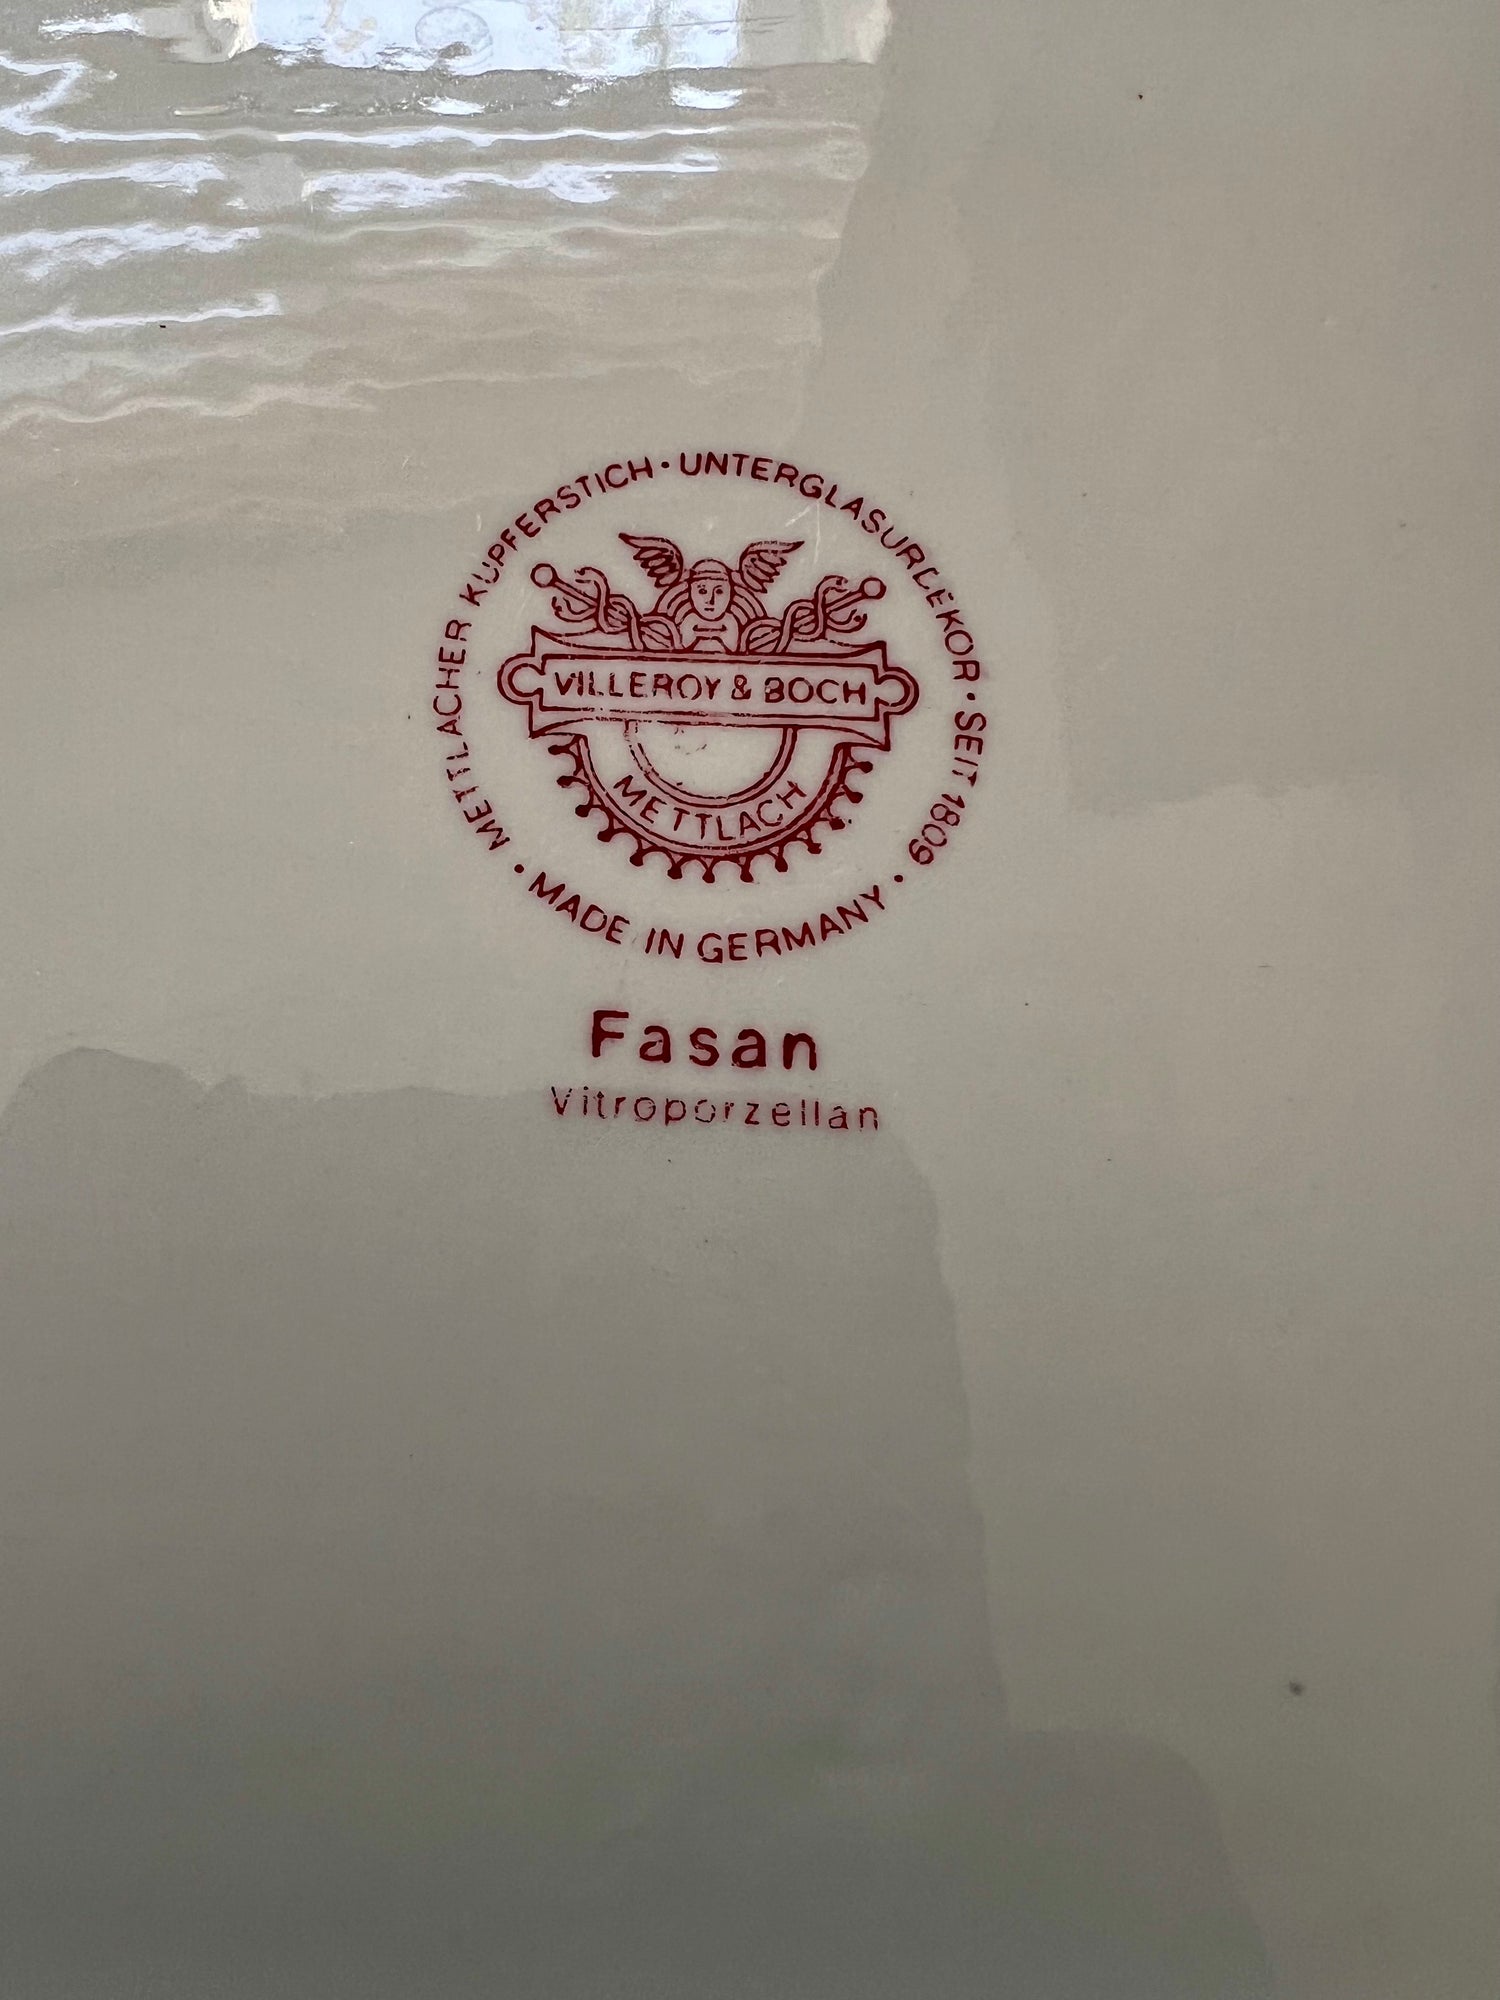 METTLACHER KUPFERSTICH · UNTERGLASURDEKOR · SEIT 1809 ·
VILLEROY & BOCH
METTLACH
MADE IN GERMANY ·
Fasan
Vitroporzellan